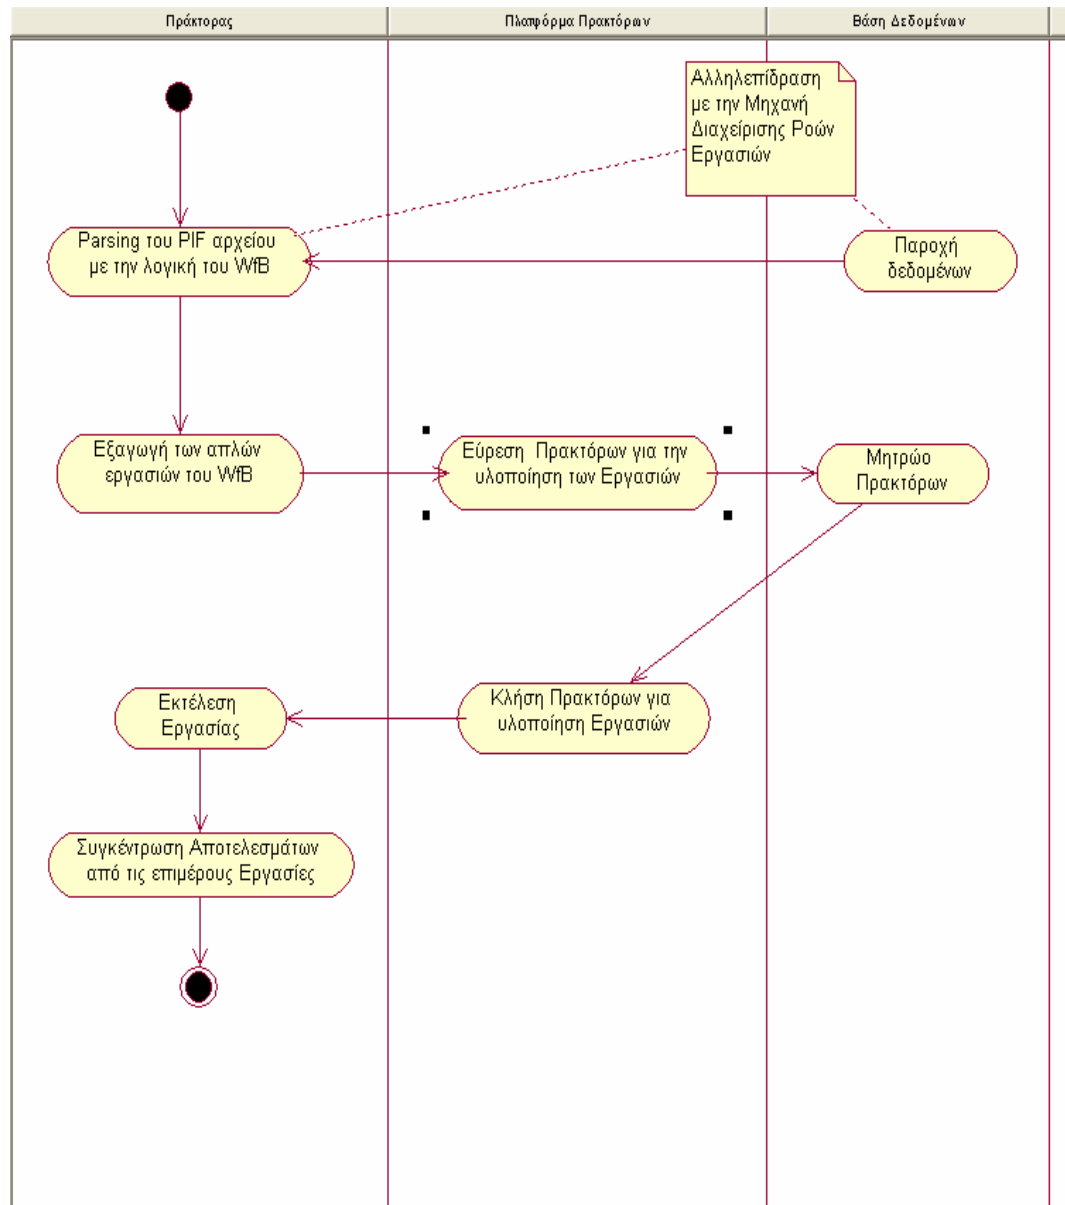 Πράκτορας
Πλατφόρμα Πρακτόρων
Βάση Δεδομένων
Αλληλεπίδραση
με την Μηχανή
Διαχείρισης Ροών
Εργασιών
Parsing του PIF αρχείου
με την λογική του WfB
Παροχή
δεδομένων
Εξαγωγή των απλών
εργασιών του WfB
Εύρεση Πρακτόρων για την
υλοποίηση των Εργασιών
Μητρώο
Πρακτόρων
Εκτέλεση
Εργασίας
Κλήση Πρακτόρων για
υλοποίηση Εργασιών
Συγκέντρωση Αποτελεσμάτων
από τις επιμέρους Εργασίες